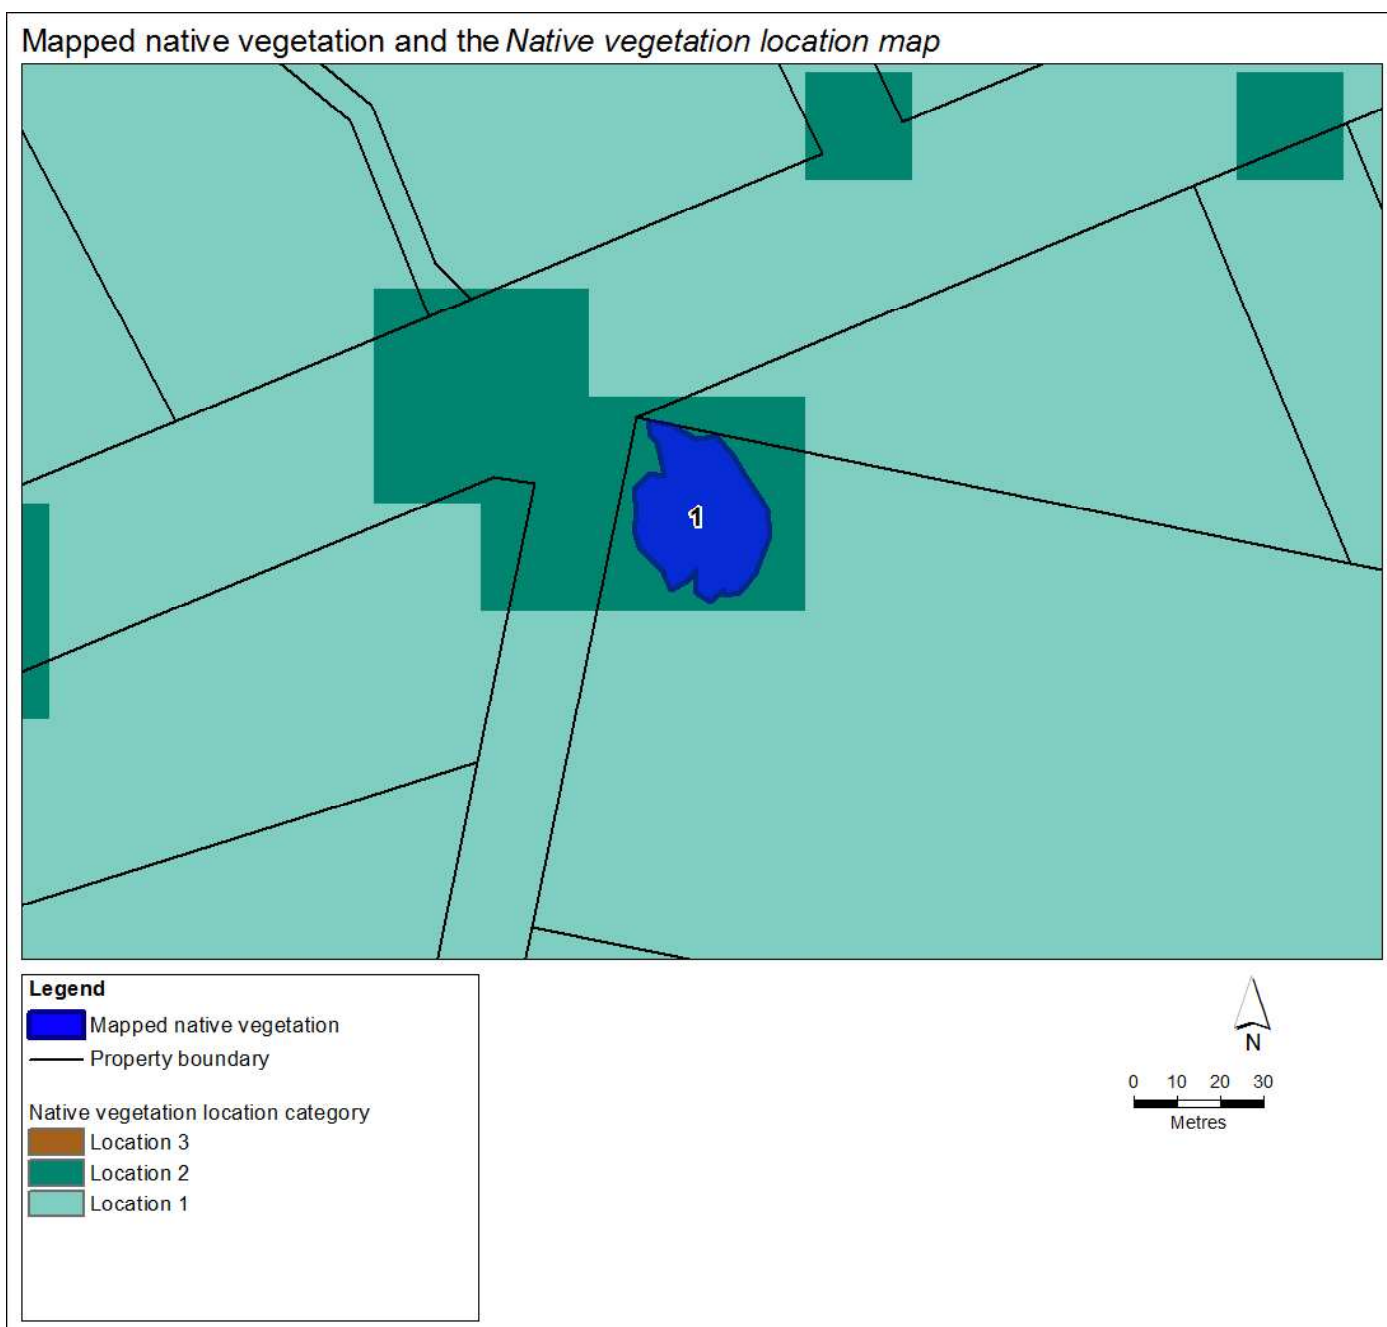 Mapped native vegetation and the Native vegetation location map
1
Legend
Mapped native vegetation
Property boundary
Native vegetation location category
Location 3
Location 2
Location 1
N
0 10 20 30
Metres